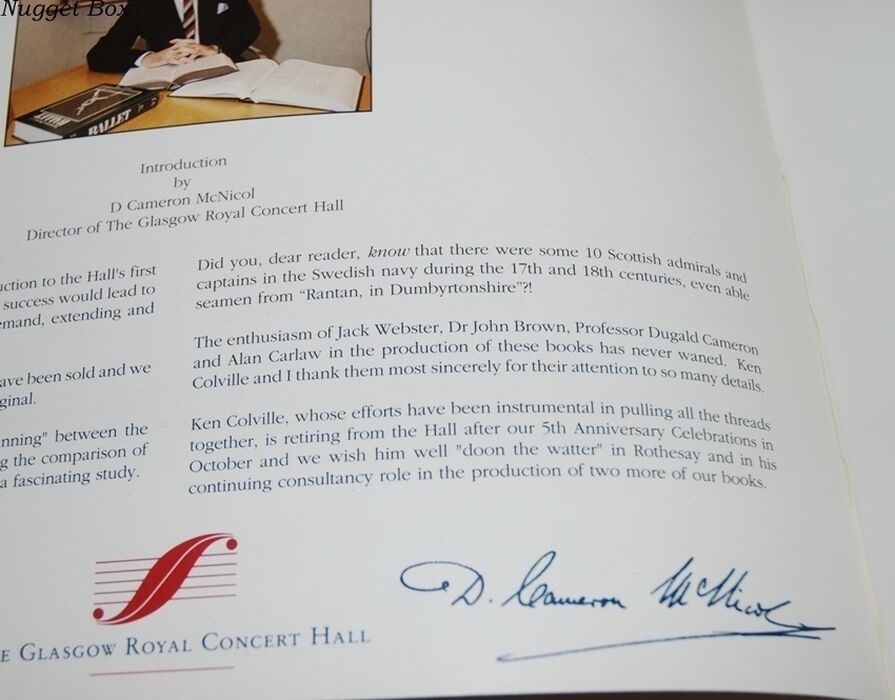 Nugget Box
BALLET
Introduction
by
D Cameron McNicol
Director of The Glasgow Royal Concert Hall
uction to the Hall's first
success would lead to
emand, extending and
ave been sold and we
ginal.
nning" between the
g the comparison of
a fascinating study.
Did you, dear reader, know that there were some 10 Scottish admirals and
captains in the Swedish navy during the 17th and 18th centuries, even able
seamen from “Rantan, in Dumbyrtonshire”?!
The enthusiasm of Jack Webster, Dr John Brown, Professor Dugald Cameron
and Alan Carlaw in the production of these books has never waned. Ken
Colville and I thank them most sincerely for their attention to so many details.
Ken Colville, whose efforts have been instrumental in pulling all the threads
together, is retiring from the Hall after our 5th Anniversary Celebrations in
October and we wish him well "doon the watter" in Rothesay and in his
continuing consultancy role in the production of two more of our books.
E GLASGOW ROYAL CONCERT HALL
D. Cameron McNicol